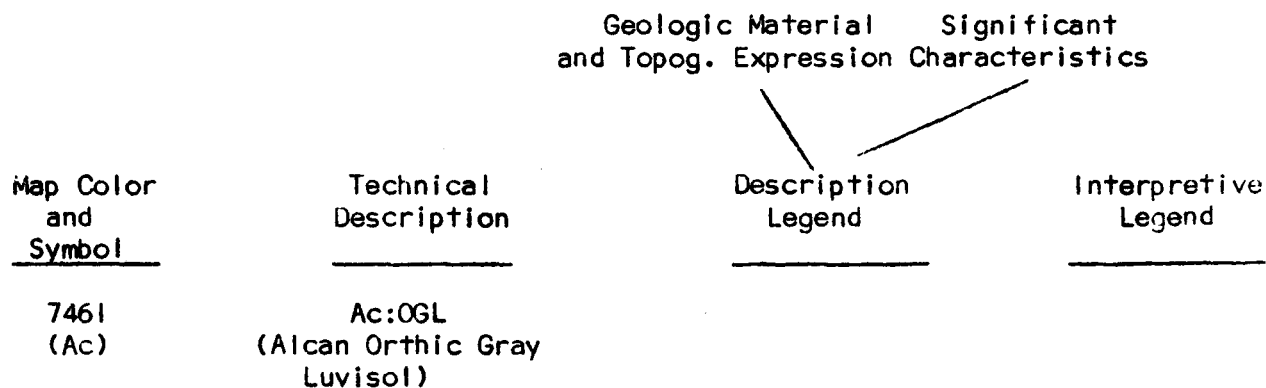 Geologic Material Significant
and Topog. Expression Characteristics
Map Color Technical Description Interpretive
and Description Legend Legend
Symbol
7461 Ac:OGL
(Ac) (Alcan Orthic Gray
Luvisol)